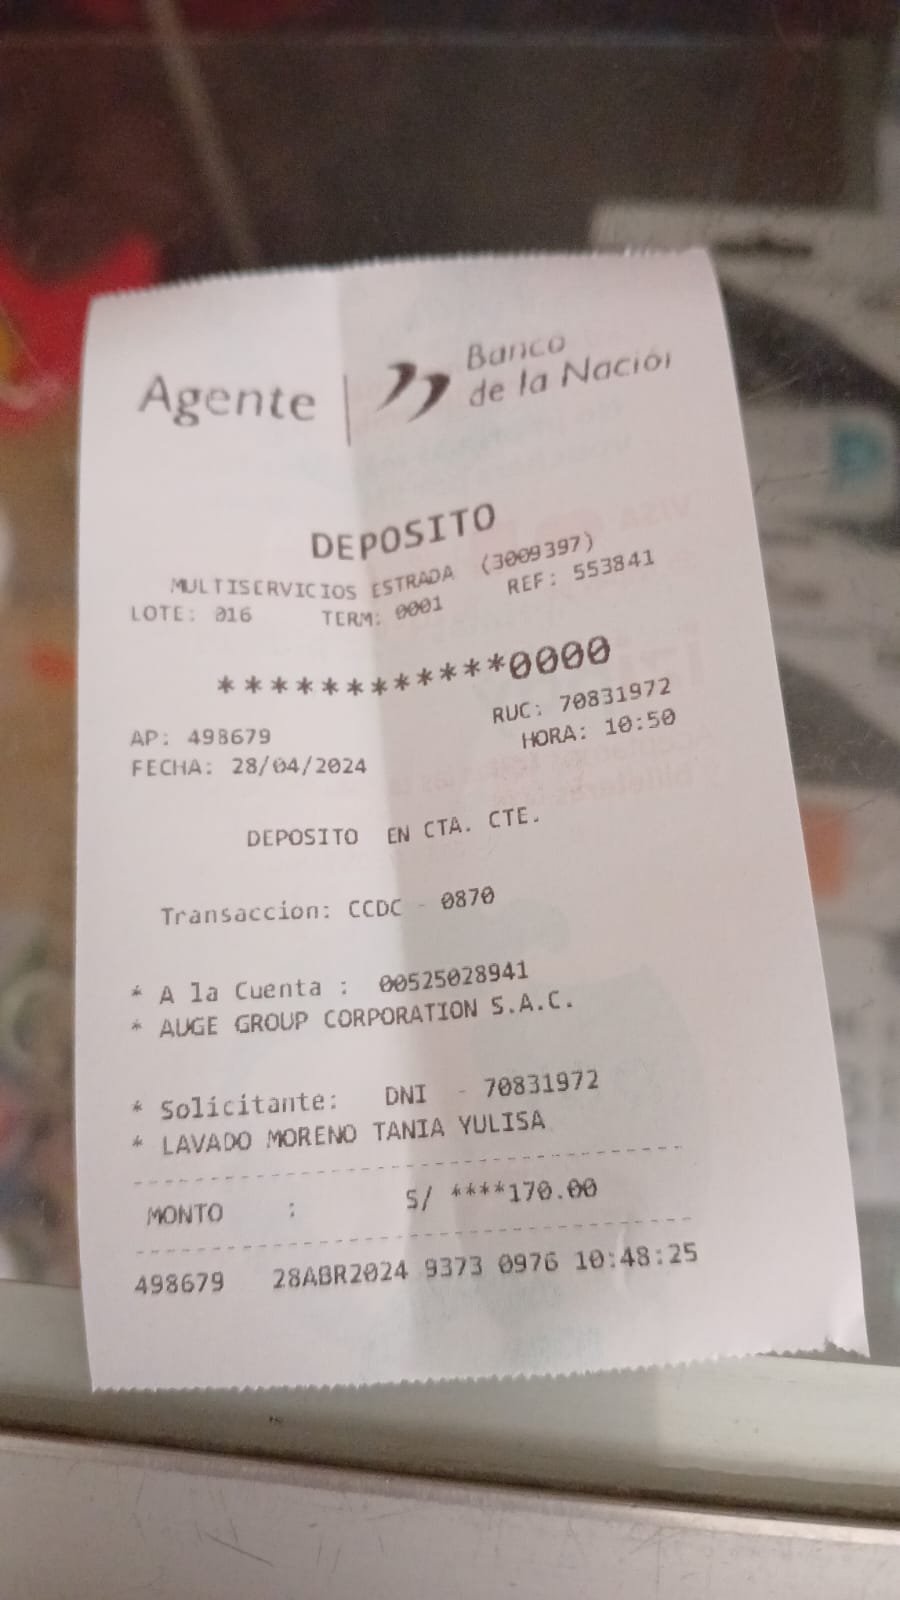 Agente
Banco
de la Nación
DEPOSITO
MULTISERVICIOS ESTRADA (3009397)
LOTE: 016 TERM: 0001 REF: 553841
************0000
AP: 498679 RUC: 70831972
FECHA: 28/04/2024 HORA: 10:50
DEPOSITO EN CTA. CTE.
Transaccion: CCDC - 0870
* A la Cuenta : 00525028941
* AUGE GROUP CORPORATION S.A.C.
* Solicitante: DNI - 70831972
* LAVADO MORENO TANIA YULISA
MONTO : S/ ****170.00
498679 28ABR2024 9373 0976 10:48:25